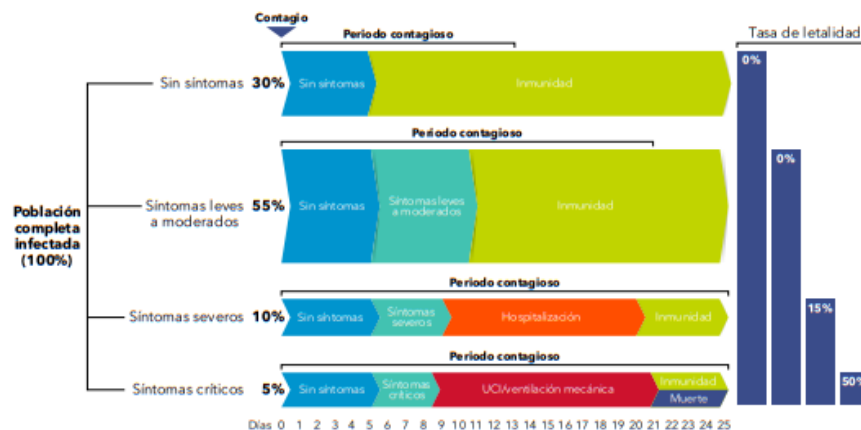 Contagio
Periodo contagioso
Tasa de letalidad
Sin síntomas 30%
Sin síntomas
Inmunidad
0%
Periodo contagioso
Síntomas leves
a moderados
55%
Sin síntomas
Síntomas leves
a moderados
Inmunidad
0%
Población
completa
infectada
(100%)
Periodo contagioso
Síntomas severos 10%
Sin síntomas
Síntomas
severos
Hospitalización
Inmunidad
15%
Periodo contagioso
Síntomas críticos 5%
Sin síntomas
Síntomas
críticos
UCI/ventilación mecánica
Inmunidad
Muerte
50%
Días 0 1 2 3 4 5 6 7 8 9 10 11 12 13 14 15 16 17 18 19 20 21 22 23 24 25